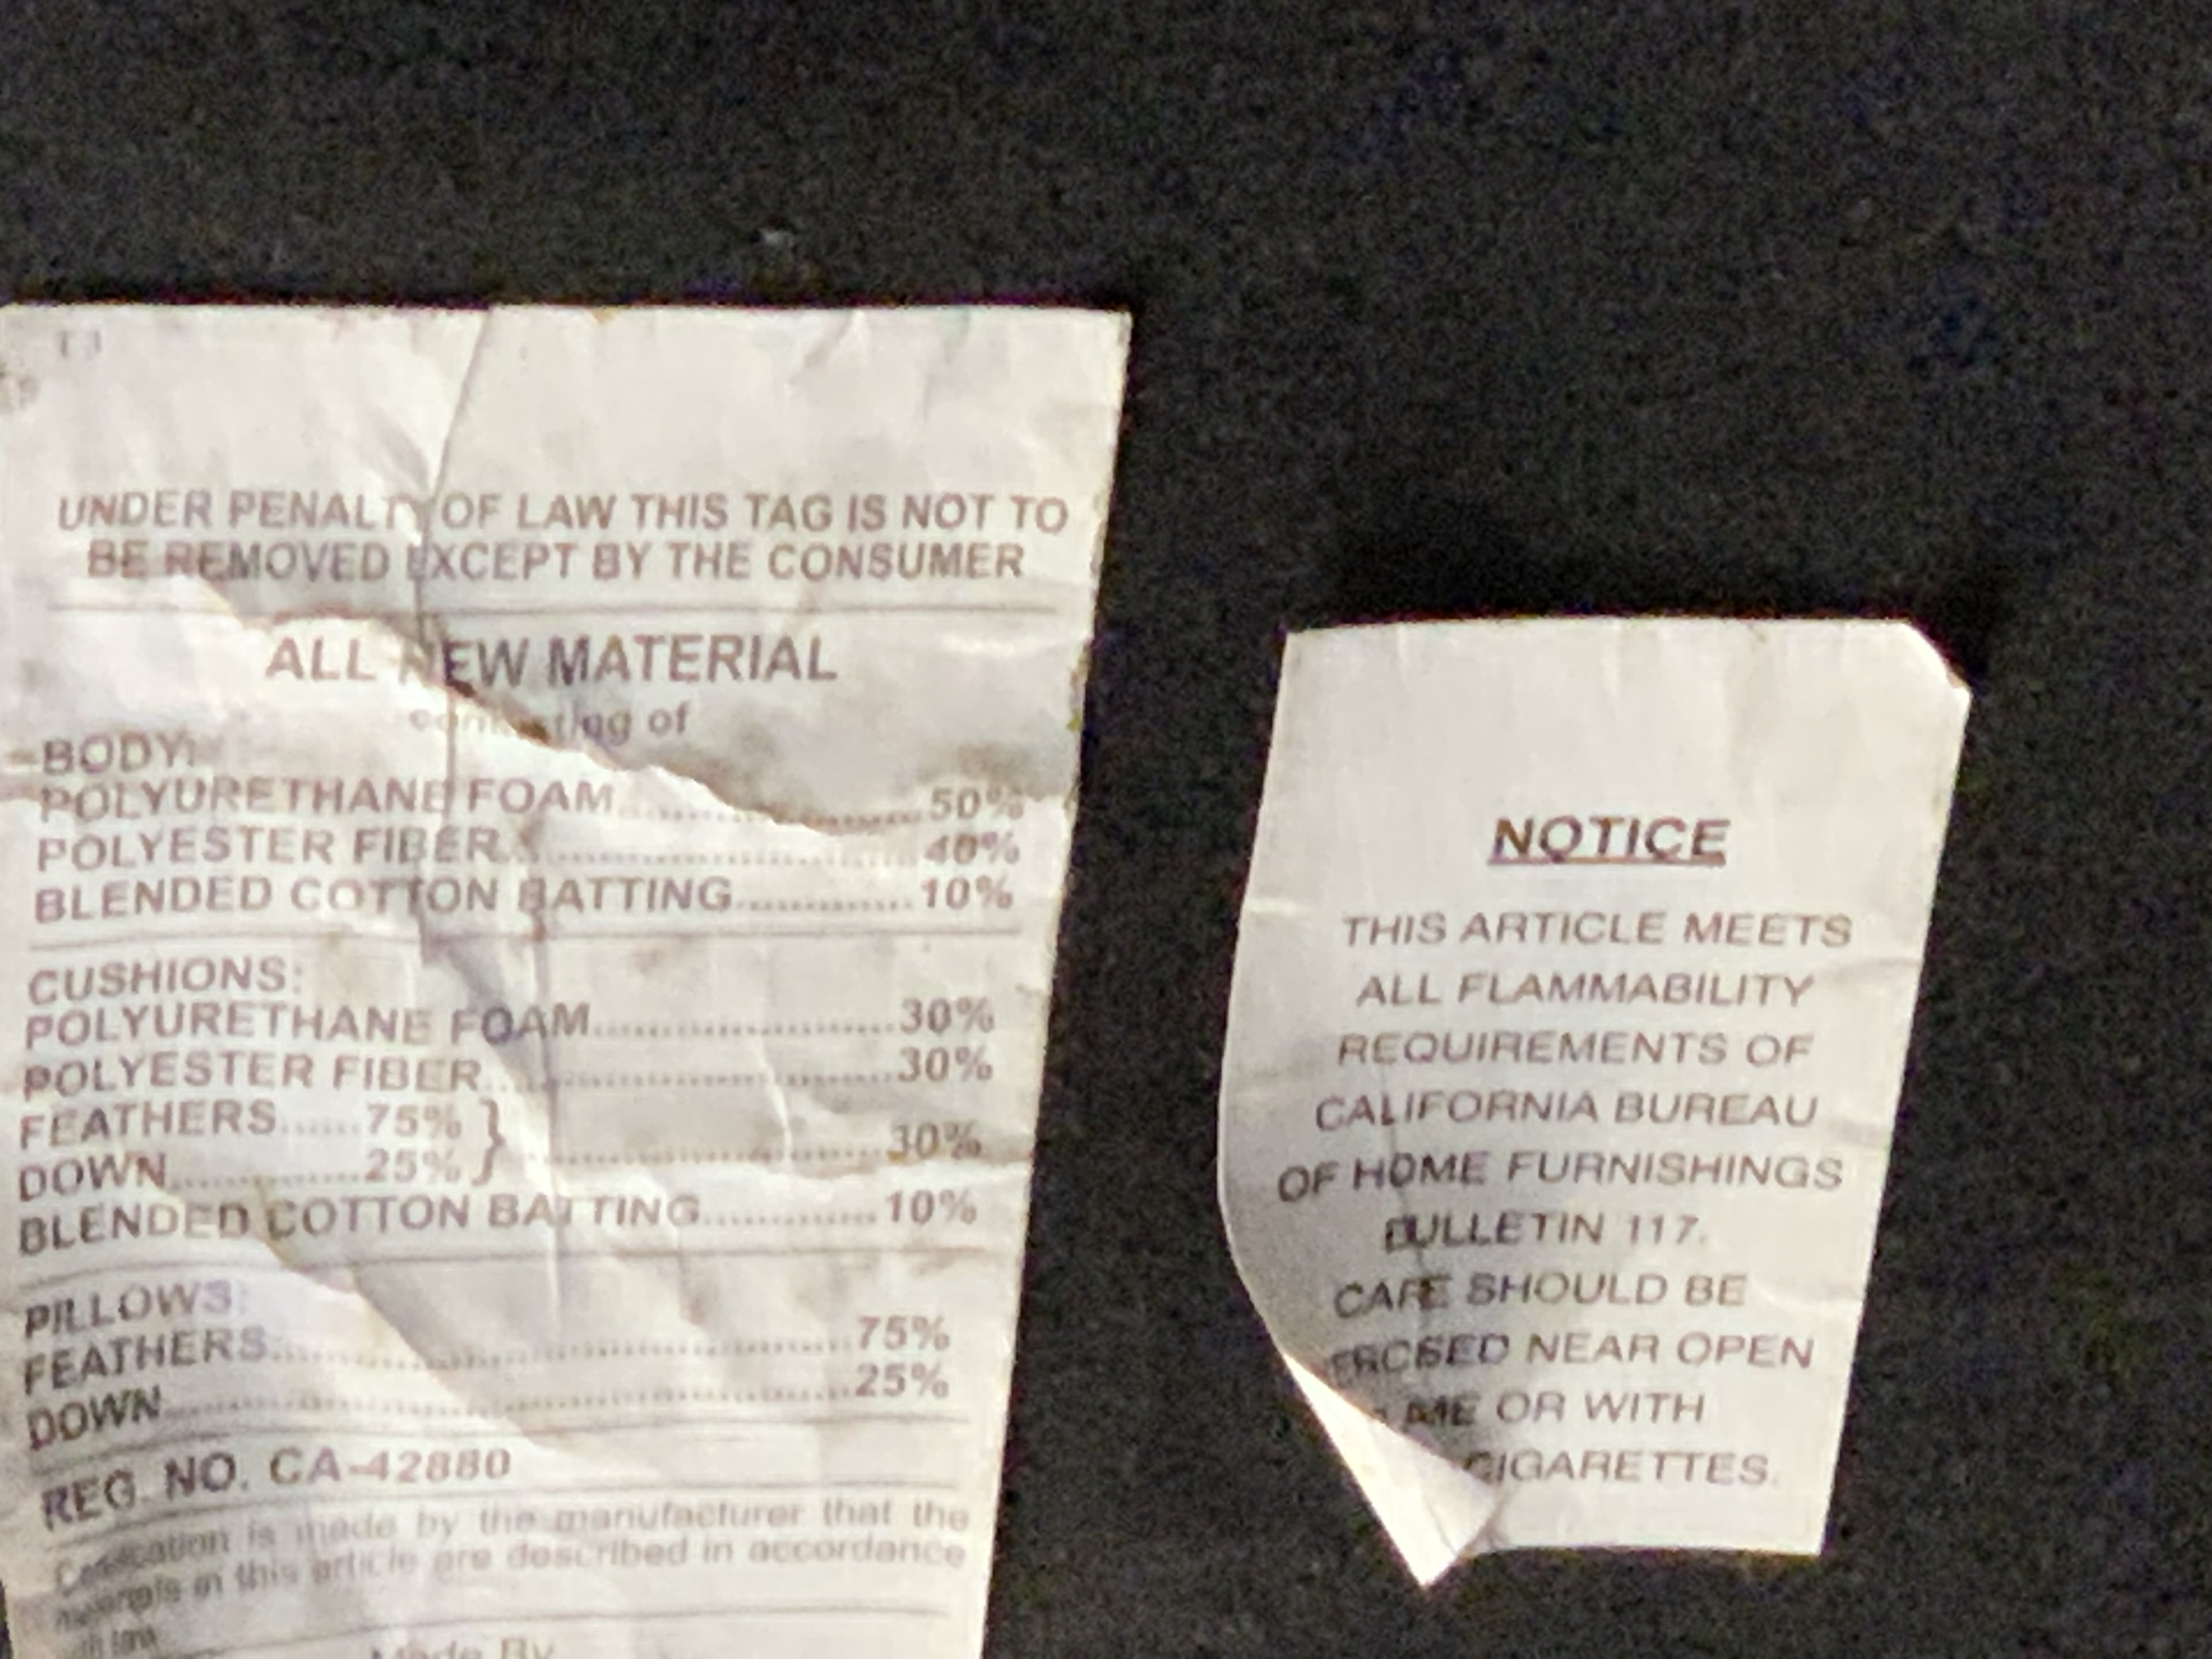 UNDER PENALTY OF LAW THIS TAG IS NOT TO
BE REMOVED EXCEPT BY THE CONSUMER
ALL NEW MATERIAL
consisting of
BODY:
POLYURETHANE FOAM..................50%
POLYESTER FIBER..........................40%
BLENDED COTTON BATTING.............10%
CUSHIONS:
POLYURETHANE FOAM......................30%
POLYESTER FIBER..............................30%
FEATHERS......75% }
DOWN.............25% } .........................30%
BLENDED COTTON BATTING.............10%
PILLOWS:
FEATHERS..........................................75%
DOWN..................................................25%
REG. NO. CA-42880
Certification is made by the manufacturer that the
materials in this article are described in accordance
with law
Made By
NOTICE
THIS ARTICLE MEETS
ALL FLAMMABILITY
REQUIREMENTS OF
CALIFORNIA BUREAU
OF HOME FURNISHINGS
BULLETIN 117.
CARE SHOULD BE
ERCISED NEAR OPEN
AME OR WITH
CIGARETTES.